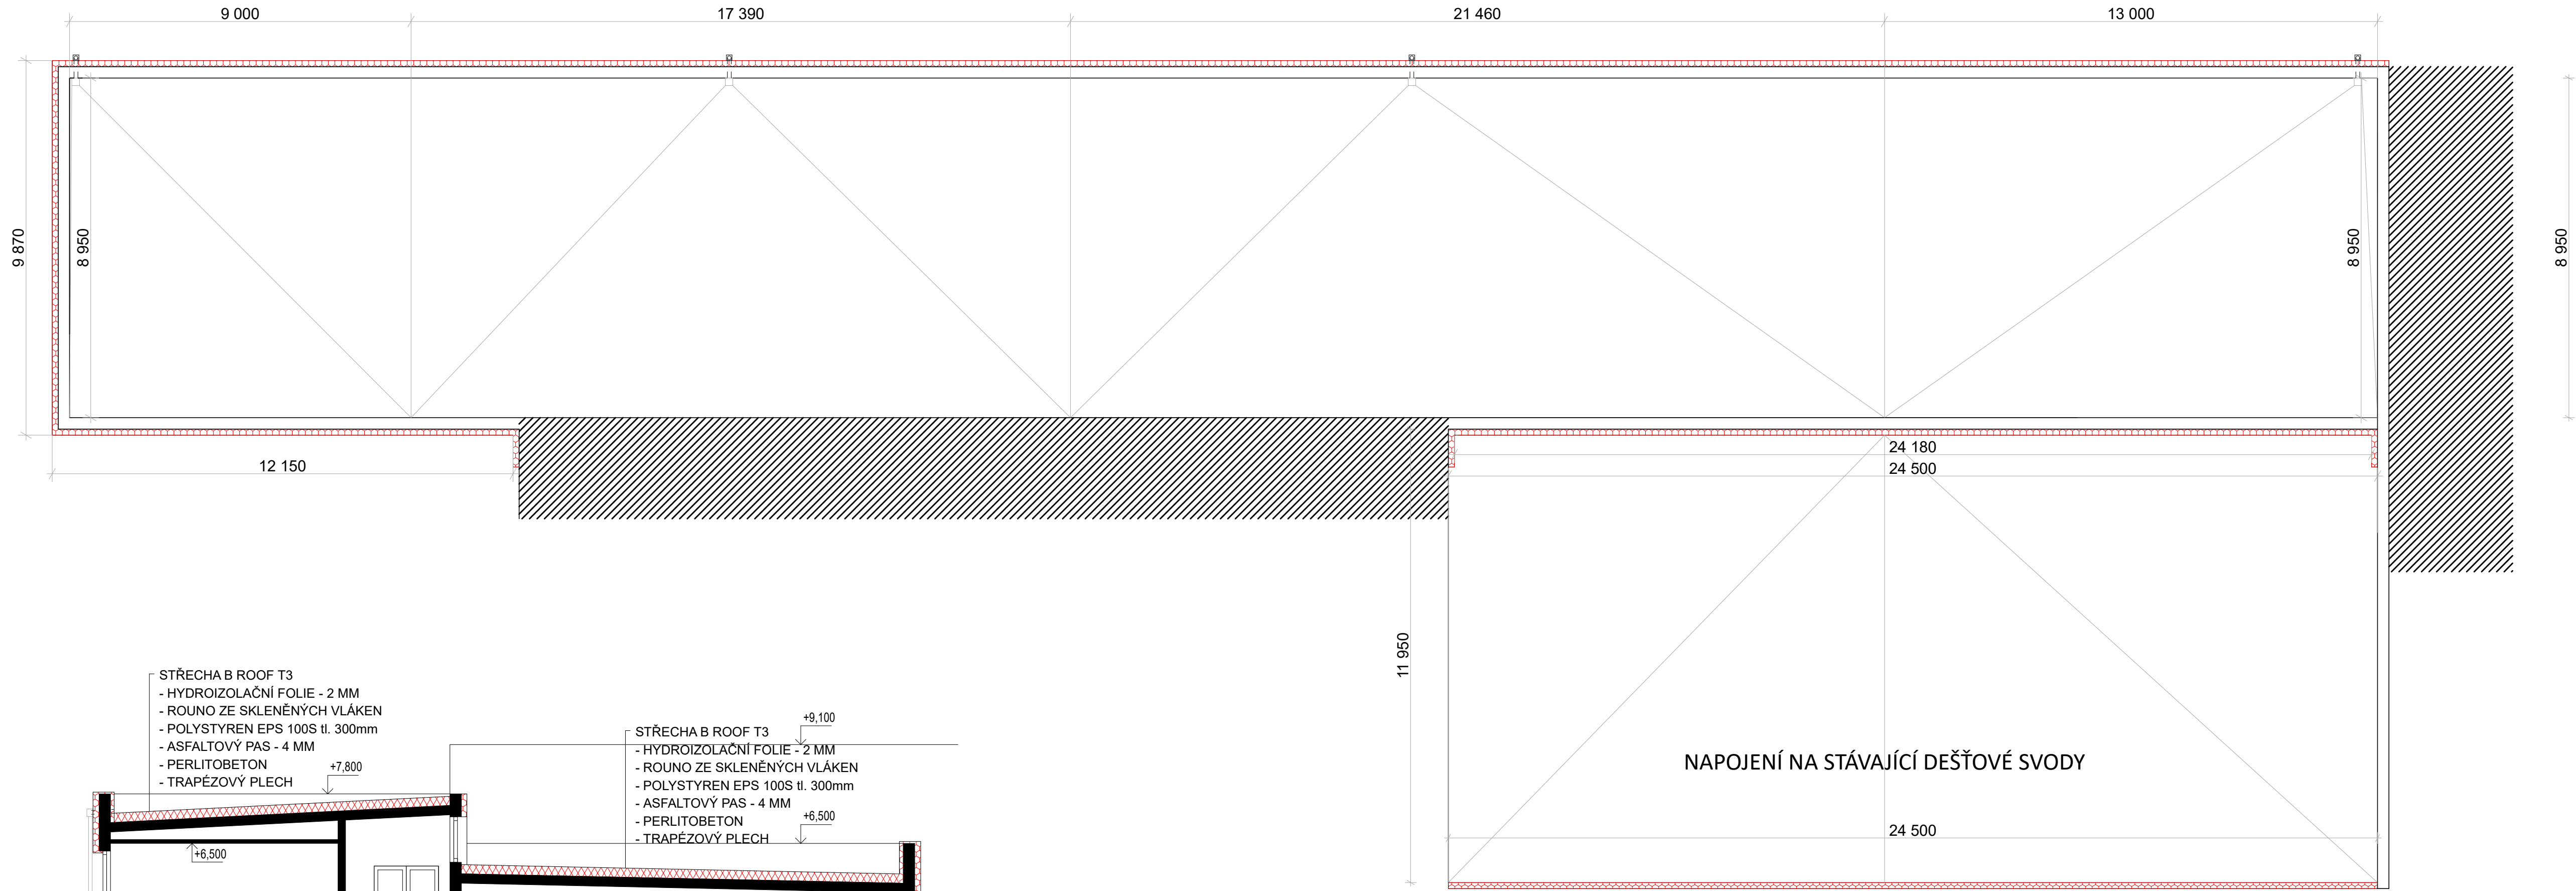 9 000
17 390
21 460
13 000
9 870
8 950
8 950
8 950
12 150
24 180
24 500
11 950
STŘECHA B ROOF T3
- HYDROIZOLAČNÍ FOLIE - 2 MM
- ROUNO ZE SKLENĚNÝCH VLÁKEN
- POLYSTYREN EPS 100S tl. 300mm
- ASFALTOVÝ PAS - 4 MM
- PERLITOBETON
- TRAPÉZOVÝ PLECH
+7,800
+6,500
STŘECHA B ROOF T3
- HYDROIZOLAČNÍ FOLIE - 2 MM
- ROUNO ZE SKLENĚNÝCH VLÁKEN
- POLYSTYREN EPS 100S tl. 300mm
- ASFALTOVÝ PAS - 4 MM
- PERLITOBETON
- TRAPÉZOVÝ PLECH
+9,100
+6,500
NAPOJENÍ NA STÁVAJÍCÍ DEŠŤOVÉ SVODY
24 500